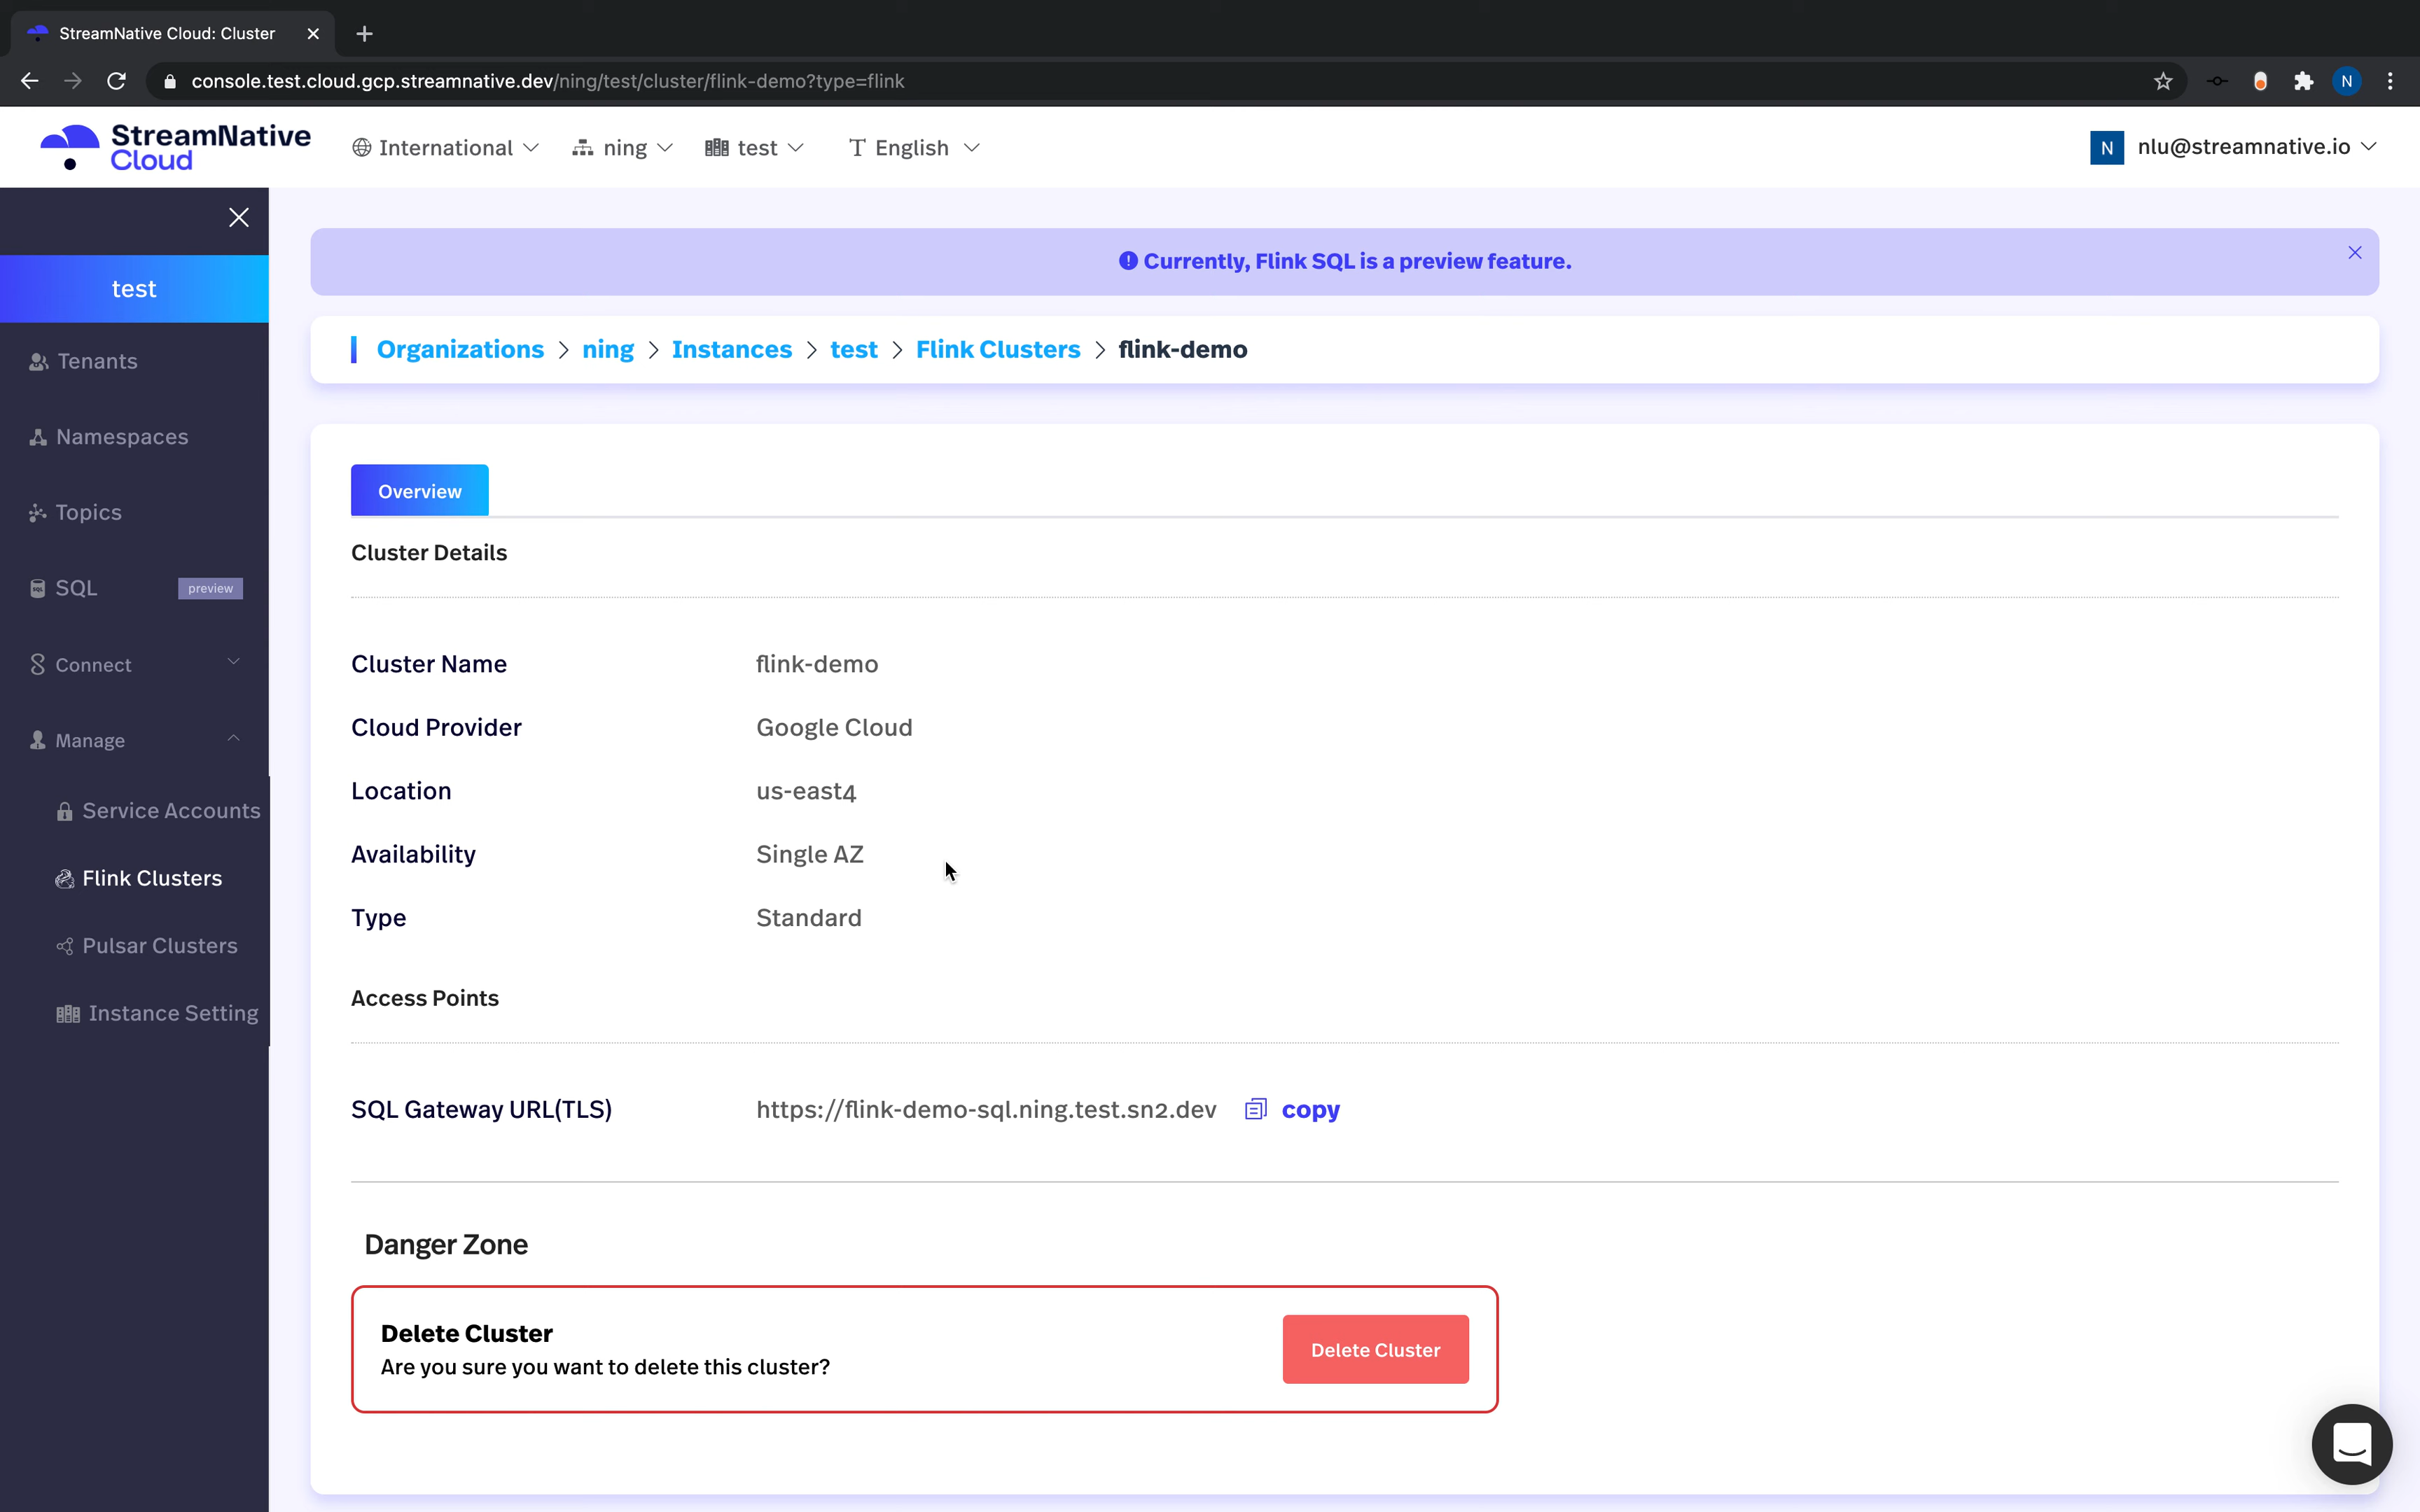 StreamNative Cloud: Cluster
console.test.cloud.gcp.streamnative.dev/ning/test/cluster/flink-demo?type=flink
N
StreamNative
Cloud
International
ning
test
English
N
nlu@streamnative.io
test
Tenants
Namespaces
Topics
SQL
preview
Connect
Manage
Service Accounts
Flink Clusters
Pulsar Clusters
Instance Setting
Currently, Flink SQL is a preview feature.
Organizations > ning > Instances > test > Flink Clusters > flink-demo
Overview
Cluster Details
Cluster Name flink-demo
Cloud Provider Google Cloud
Location us-east4
Availability Single AZ
Type Standard
Access Points
SQL Gateway URL(TLS) https://flink-demo-sql.ning.test.sn2.dev copy
Danger Zone
Delete Cluster
Are you sure you want to delete this cluster?
Delete Cluster